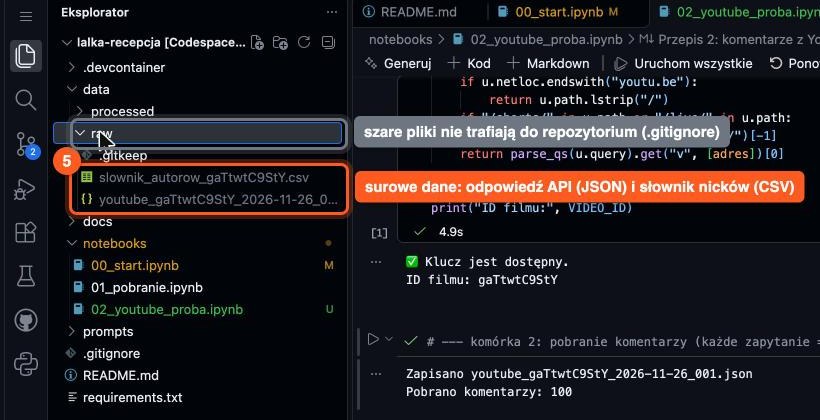 Eksplorator
README.md
00_start.ipynb
M
02_youtube_proba.ipynb
lalka-recepcja [Codespace...
notebooks > 02_youtube_proba.ipynb > M↓ Przepis 2: komentarze z Yo
.devcontainer
Generuj + Kod + Markdown Uruchom wszystkie
data
if u.netloc.endswith("youtu.be"):
processed
return u.path.lstrip("/")
u.path:
raw
szare pliki nie trafiają do repozytorium (.gitignore)
/")[-1]
.gitkeep
return parse_qs(u.query).get("v", [adres])[0]
5
slownik_autorow_gaTtwtC9StY.csv
surowe dane: odpowiedź API (JSON) i słownik nicków (CSV)
{} youtube_gaTtwtC9StY_2026-11-26_0...
print("ID filmu:", VIDEO_ID)
docs
[1] 4.9s
notebooks
00_start.ipynb M
Klucz jest dostępny.
01_pobranie.ipynb
ID filmu: gaTtwtC9StY
02_youtube_proba.ipynb U
prompts
# --- komórka 2: pobranie komentarzy (każde zapytanie =
.gitignore
README.md
Zapisano youtube_gaTtwtC9StY_2026-11-26_001.json
requirements.txt
Pobrano komentarzy: 100
2